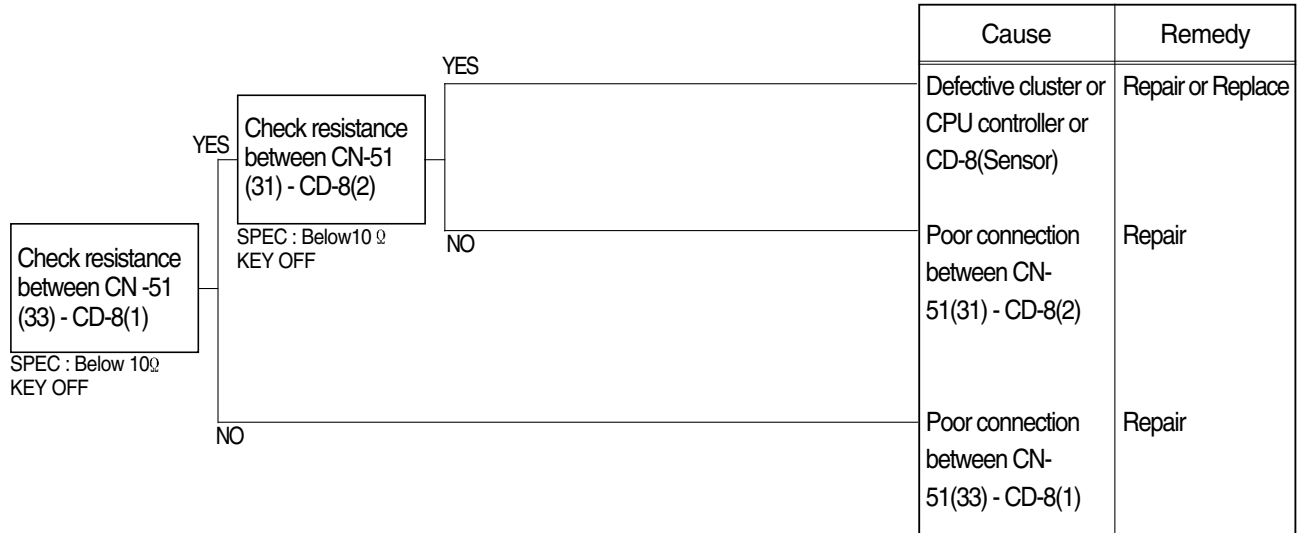 Cause
Remedy
YES
Defective cluster or
CPU controller or
CD-8(Sensor)
Repair or Replace
YES
Check resistance
between CN-51
(31) - CD-8(2)
SPEC : Below10 Ω
KEY OFF
NO
Poor connection
between CN-
51(31) - CD-8(2)
Repair
Check resistance
between CN -51
(33) - CD-8(1)
SPEC : Below 10Ω
KEY OFF
NO
Poor connection
between CN-
51(33) - CD-8(1)
Repair